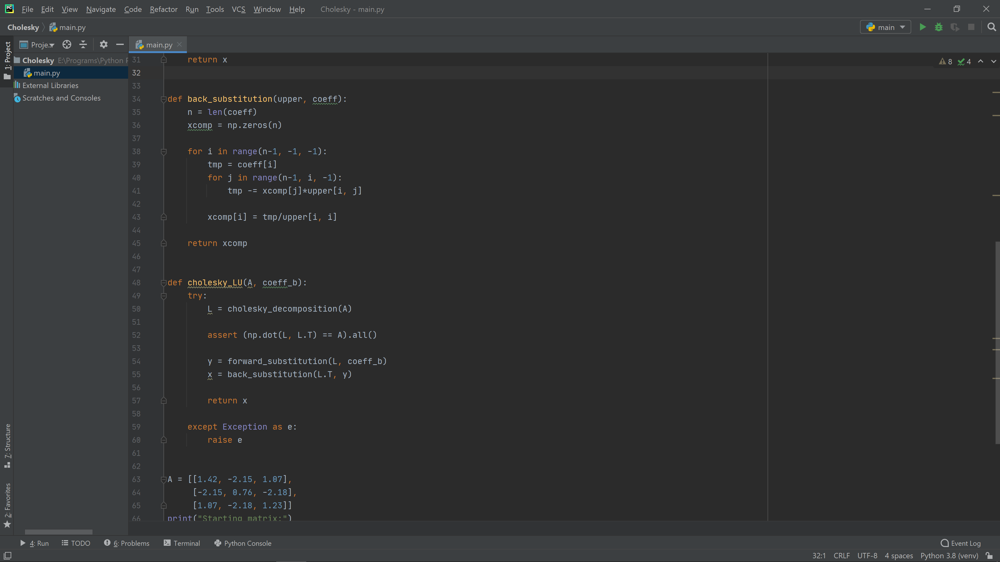 PC File Edit View Navigate Code Refactor Run Tools VCS Window Help Cholesky - main.py
Cholesky main.py main
1: Project Proje... main.py
Cholesky E:\Programs\Python
main.py
External Libraries
Scratches and Consoles
8 4
31 return x
32
33
34 def back_substitution(upper, coeff):
35 n = len(coeff)
36 xcomp = np.zeros(n)
37
38 for i in range(n-1, -1, -1):
39 tmp = coeff[i]
40 for j in range(n-1, i, -1):
41 tmp -= xcomp[j]*upper[i, j]
42
43 xcomp[i] = tmp/upper[i, i]
44
45 return xcomp
46
47
48 def cholesky_LU(A, coeff_b):
49 try:
50 L = cholesky_decomposition(A)
51
52 assert (np.dot(L, L.T) == A).all()
53
54 y = forward_substitution(L, coeff_b)
55 x = back_substitution(L.T, y)
56
57 return x
58
59 except Exception as e:
60 raise e
61
62
63 A = [[1.42, -2.15, 1.07],
64 [-2.15, 0.76, -2.18],
65 [1.07, -2.18, 1.23]]
66 print("Starting matrix:")
7: Structure
2: Favorites
4: Run TODO 6: Problems Terminal Python Console Event Log
32:1 CRLF UTF-8 4 spaces Python 3.8 (venv)